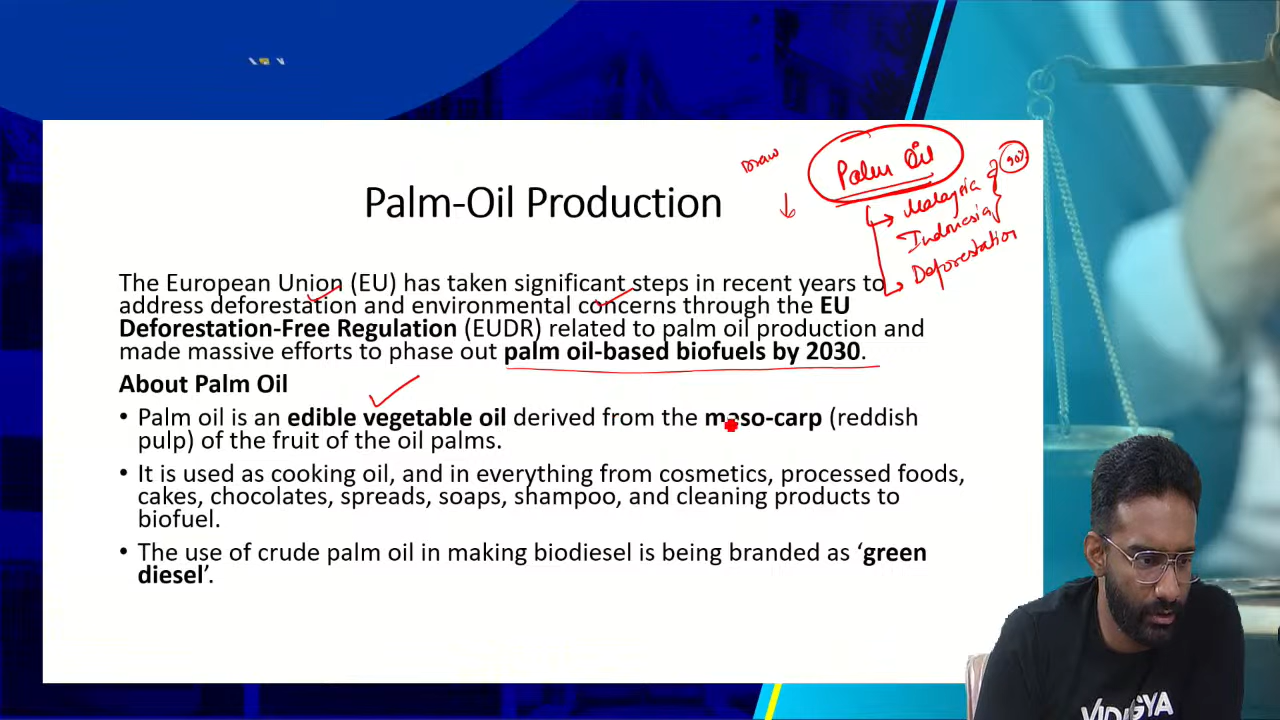 Draw
Palm Oil
Malaysia
Indonesia
90%
Deforestation
Palm-Oil Production
The European Union (EU) has taken significant steps in recent years to
address deforestation and environmental concerns through the EU
Deforestation-Free Regulation (EUDR) related to palm oil production and
made massive efforts to phase out palm oil-based biofuels by 2030.
About Palm Oil
• Palm oil is an edible vegetable oil derived from the meso-carp (reddish
pulp) of the fruit of the oil palms.
• It is used as cooking oil, and in everything from cosmetics, processed foods,
cakes, chocolates, spreads, soaps, shampoo, and cleaning products to
biofuel.
• The use of crude palm oil in making biodiesel is being branded as ‘green
diesel’.